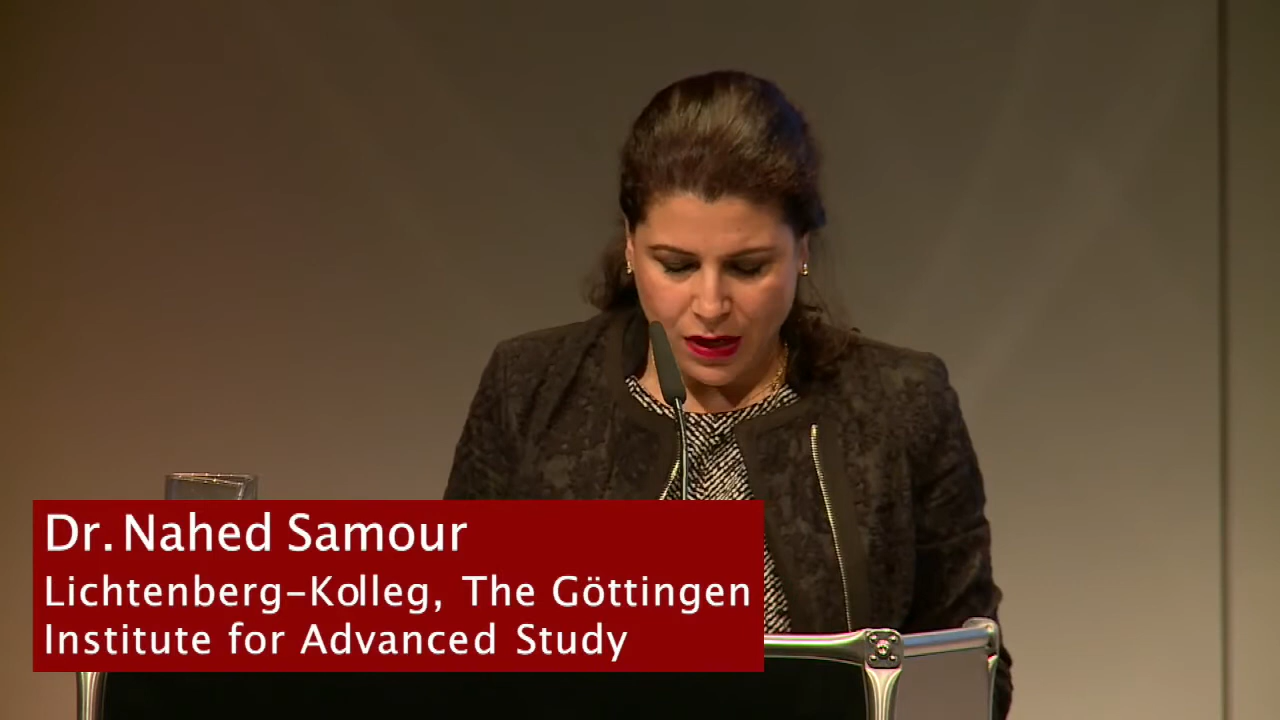 Dr. Nahed Samour
Lichtenberg-Kolleg, The Göttingen
Institute for Advanced Study